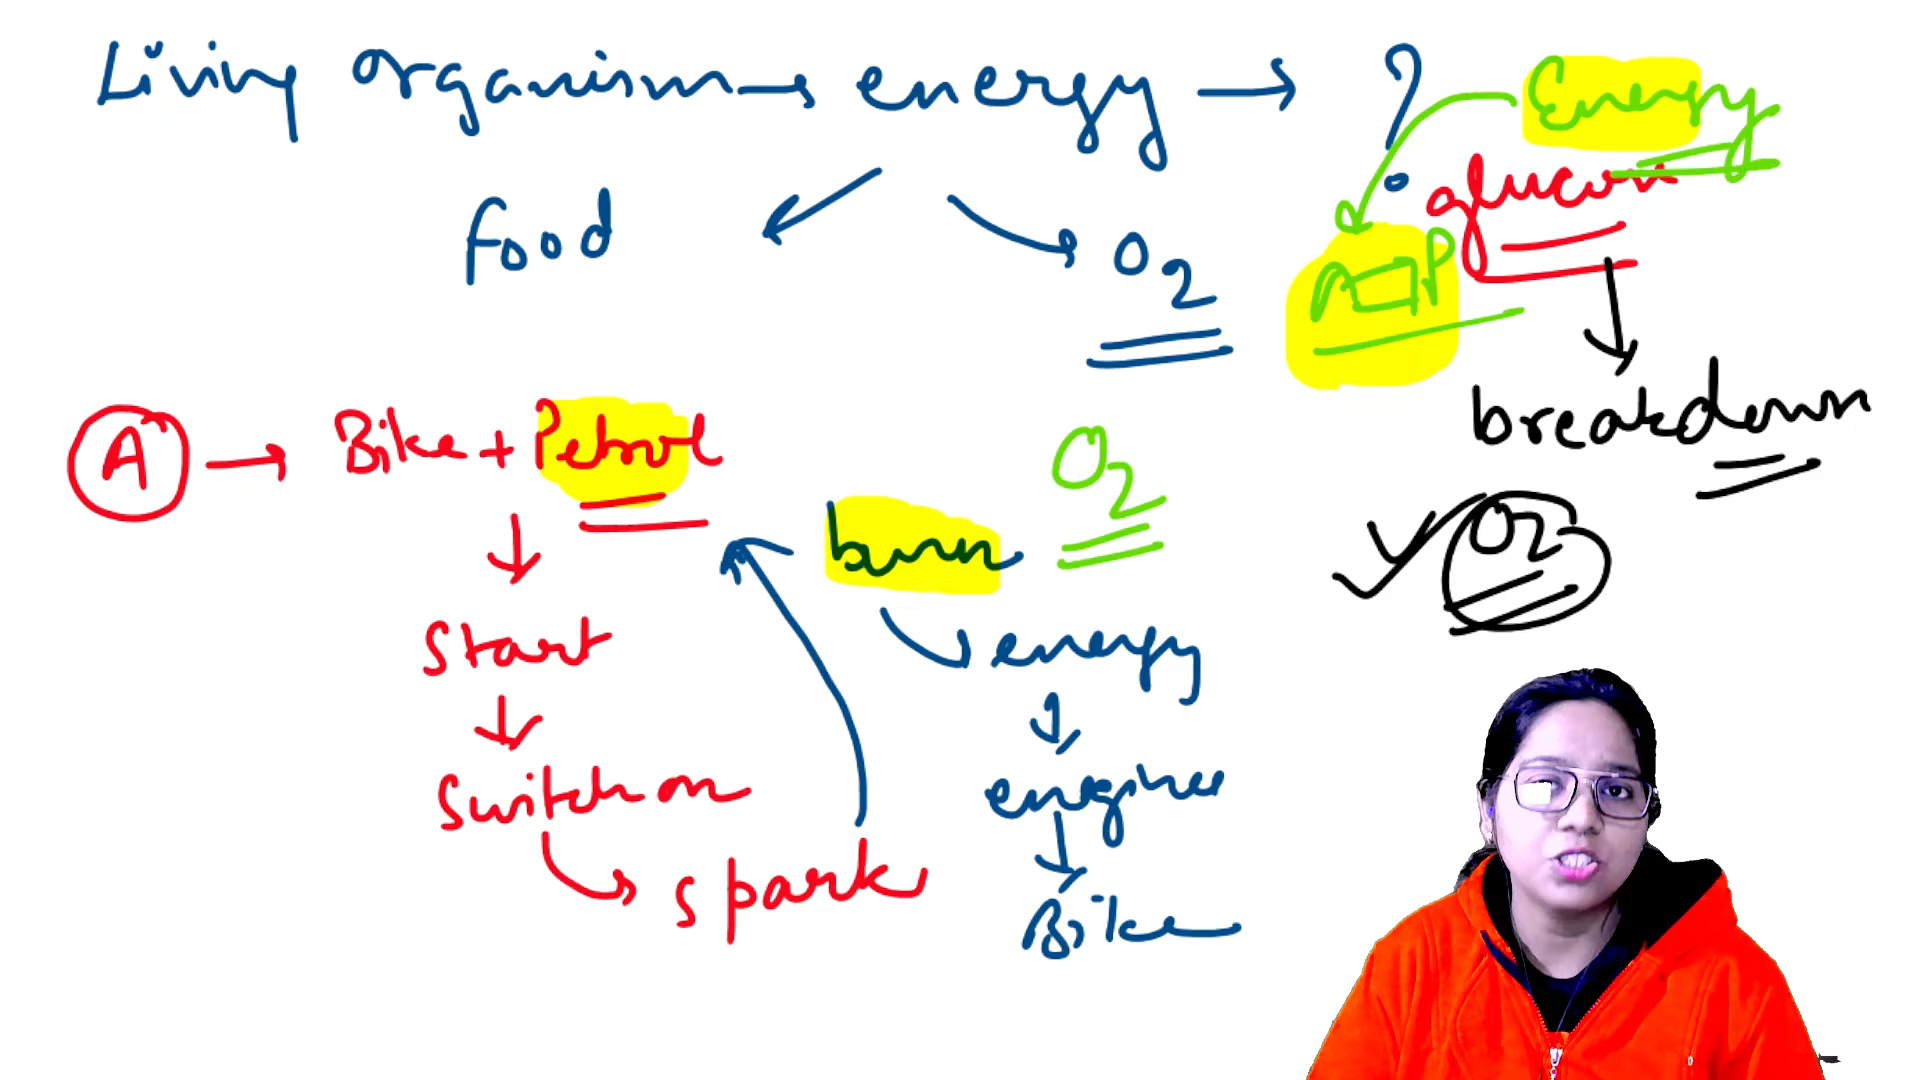 Living organism → energy → ?
Energy
glucose
food
O2
ATP
breakdown
A → Bike + Petrol
O2
O2
burn
Start
energy
Switch on
engine
spark
Bike